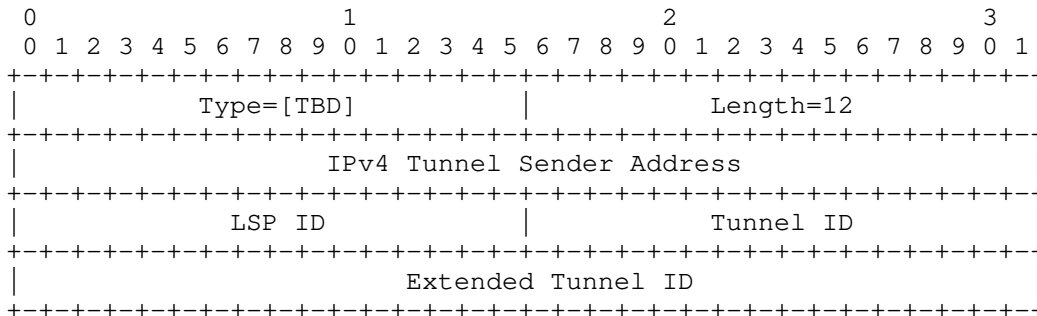 0                   1                   2                   3
0 1 2 3 4 5 6 7 8 9 0 1 2 3 4 5 6 7 8 9 0 1 2 3 4 5 6 7 8 9 0 1
+-+-+-+-+-+-+-+-+-+-+-+-+-+-+-+-+-+-+-+-+-+-+-+-+-+-+-+-+-+-+-+--
|           Type=[TBD]          |           Length=12
+-+-+-+-+-+-+-+-+-+-+-+-+-+-+-+-+-+-+-+-+-+-+-+-+-+-+-+-+-+-+-+--
|                   IPv4 Tunnel Sender Address
+-+-+-+-+-+-+-+-+-+-+-+-+-+-+-+-+-+-+-+-+-+-+-+-+-+-+-+-+-+-+-+--
|             LSP ID            |           Tunnel ID
+-+-+-+-+-+-+-+-+-+-+-+-+-+-+-+-+-+-+-+-+-+-+-+-+-+-+-+-+-+-+-+--
|                        Extended Tunnel ID
+-+-+-+-+-+-+-+-+-+-+-+-+-+-+-+-+-+-+-+-+-+-+-+-+-+-+-+-+-+-+-+--